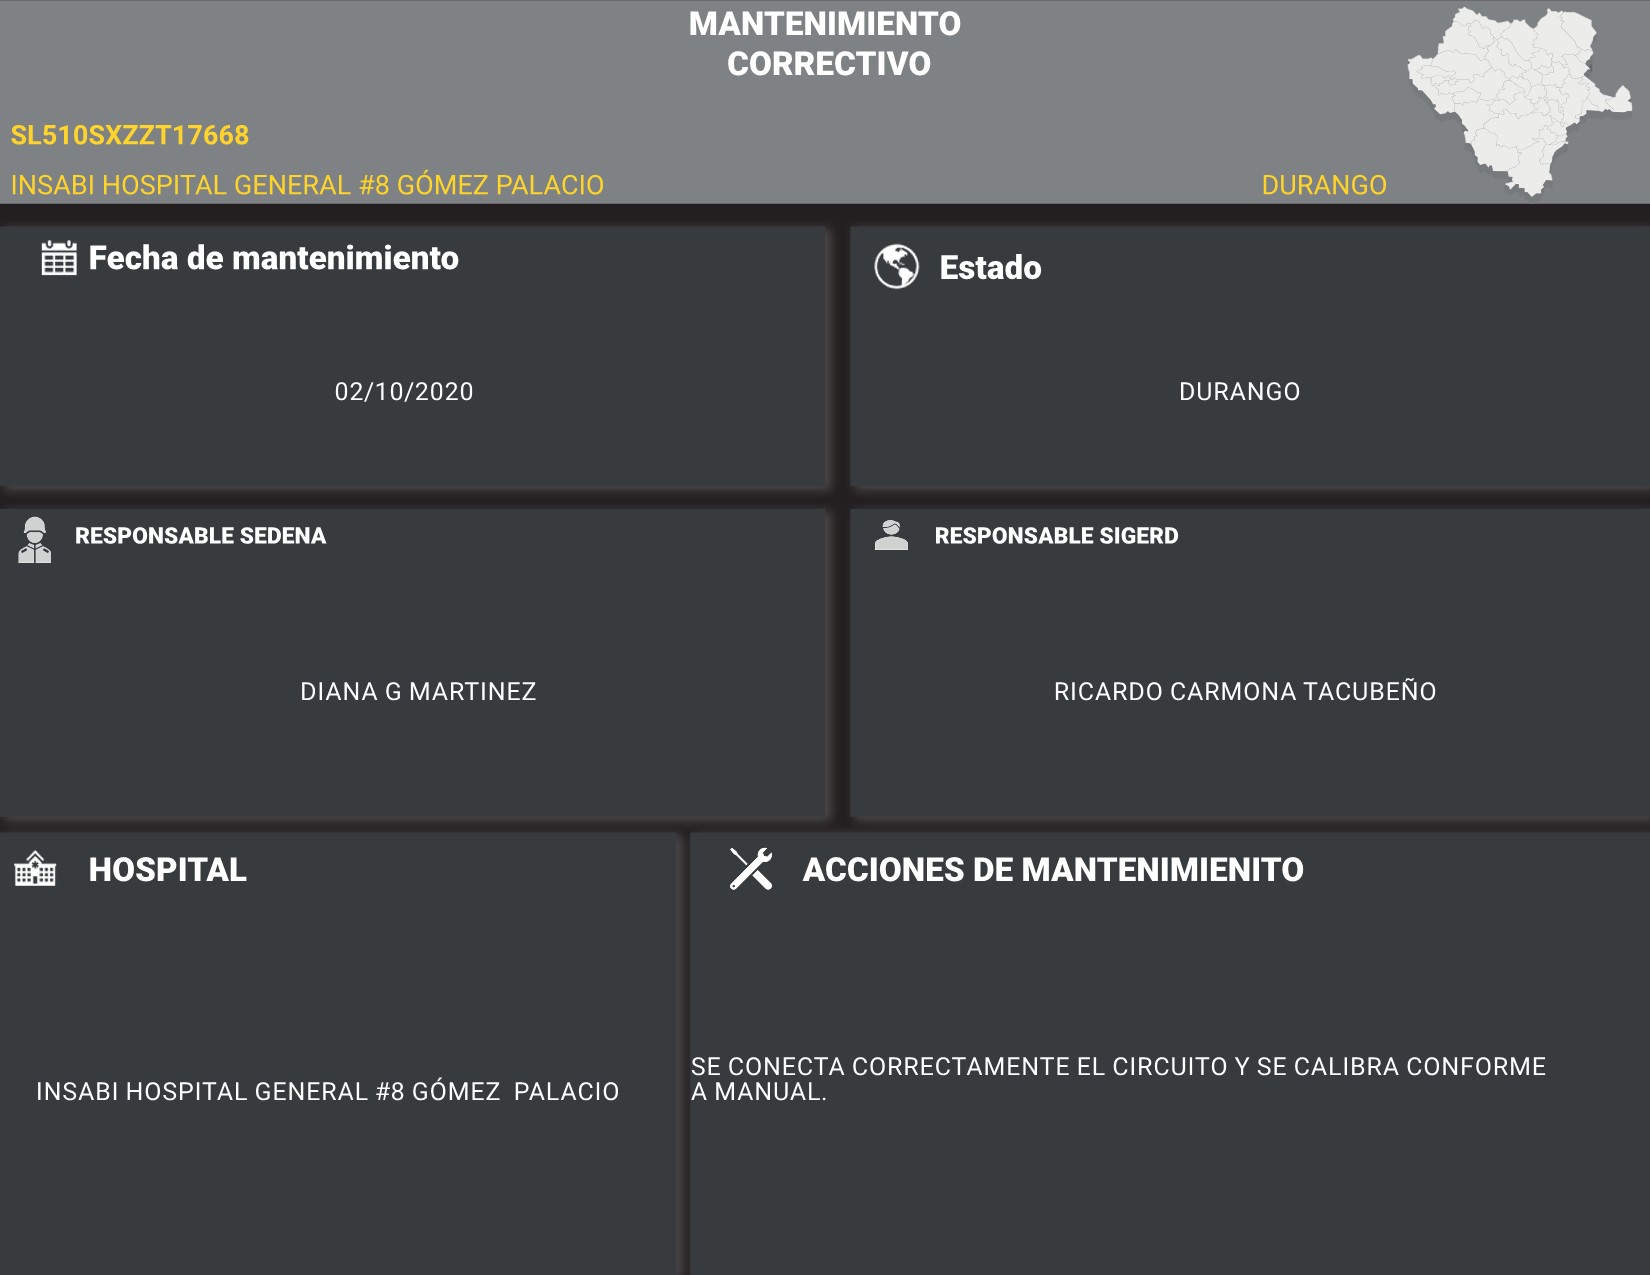 MANTENIMIENTO
CORRECTIVO
SL510SXZZT17668
INSABI HOSPITAL GENERAL #8 GÓMEZ PALACIO
DURANGO
Fecha de mantenimiento
02/10/2020
Estado
DURANGO
RESPONSABLE SEDENA
DIANA G MARTINEZ
RESPONSABLE SIGERD
RICARDO CARMONA TACUBEÑO
HOSPITAL
INSABI HOSPITAL GENERAL #8 GÓMEZ  PALACIO
ACCIONES DE MANTENIMIENITO
SE CONECTA CORRECTAMENTE EL CIRCUITO Y SE CALIBRA CONFORME
A MANUAL.